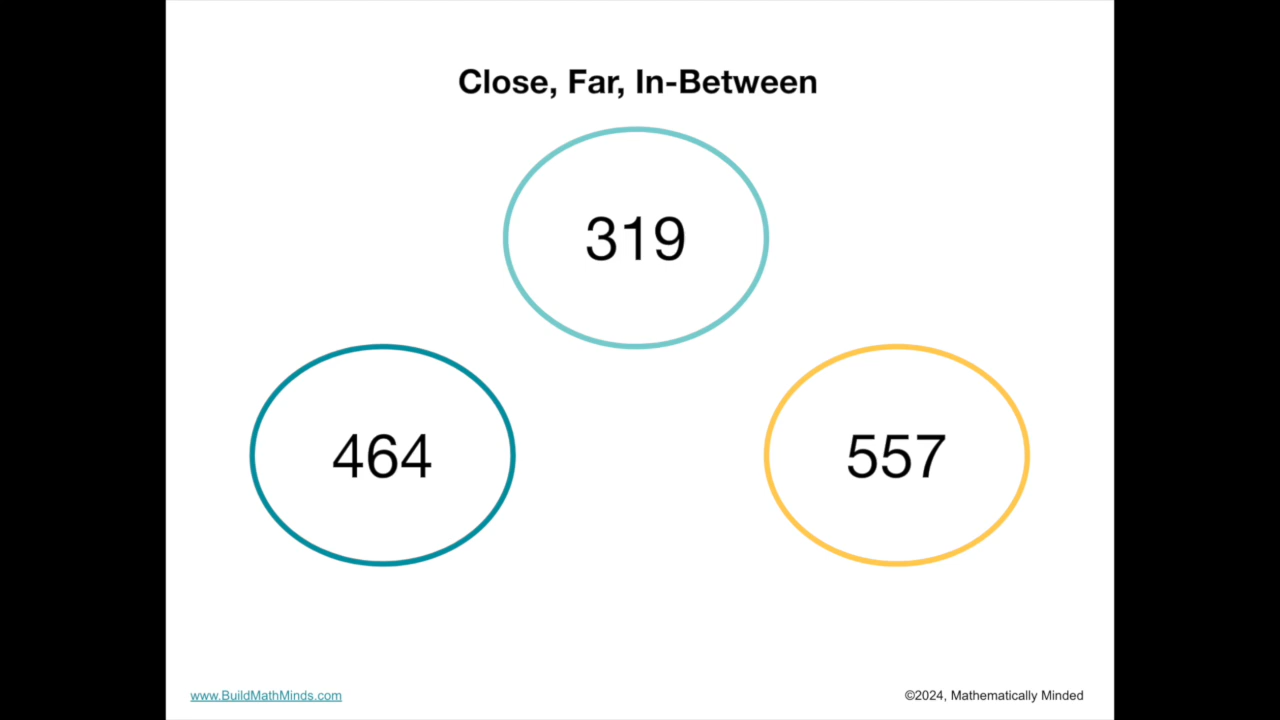 Close, Far, In-Between
319
464
557
www.BuildMathMinds.com
©2024, Mathematically Minded